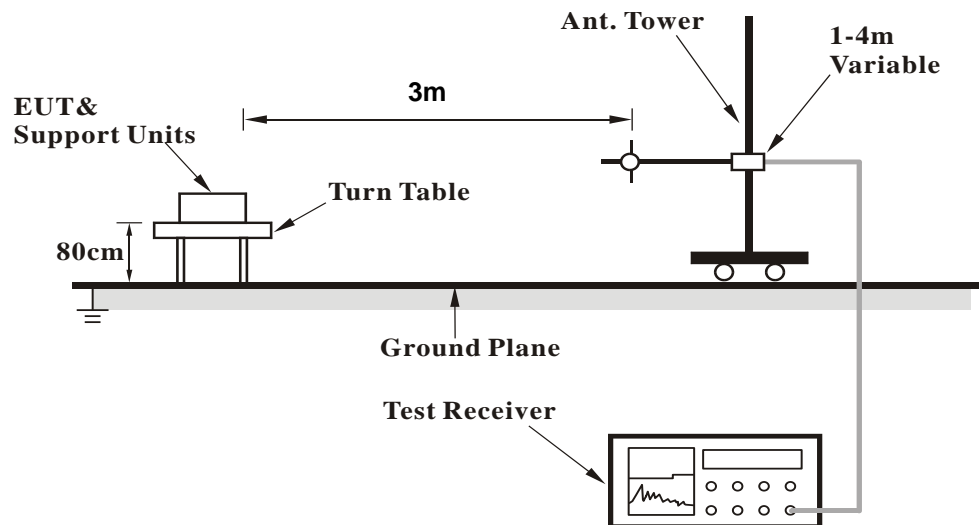 Ant. Tower
1-4m
Variable
3m
EUT&
Support Units
Turn Table
80cm
Ground Plane
Test Receiver